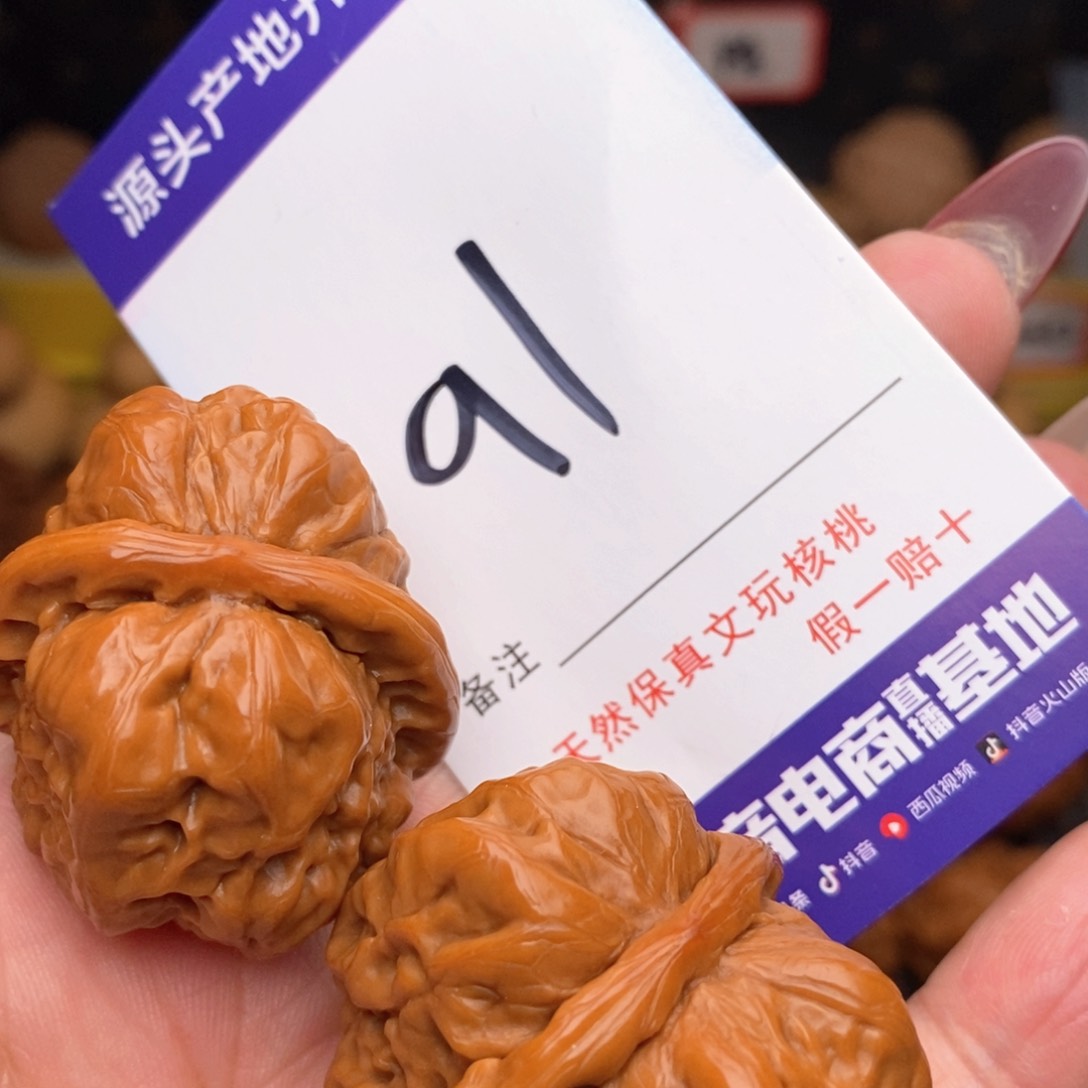 源头产地
91
备注
天然保真文玩核桃
假一赔十
电商直播基地
抖音 西瓜视频 抖音火山版